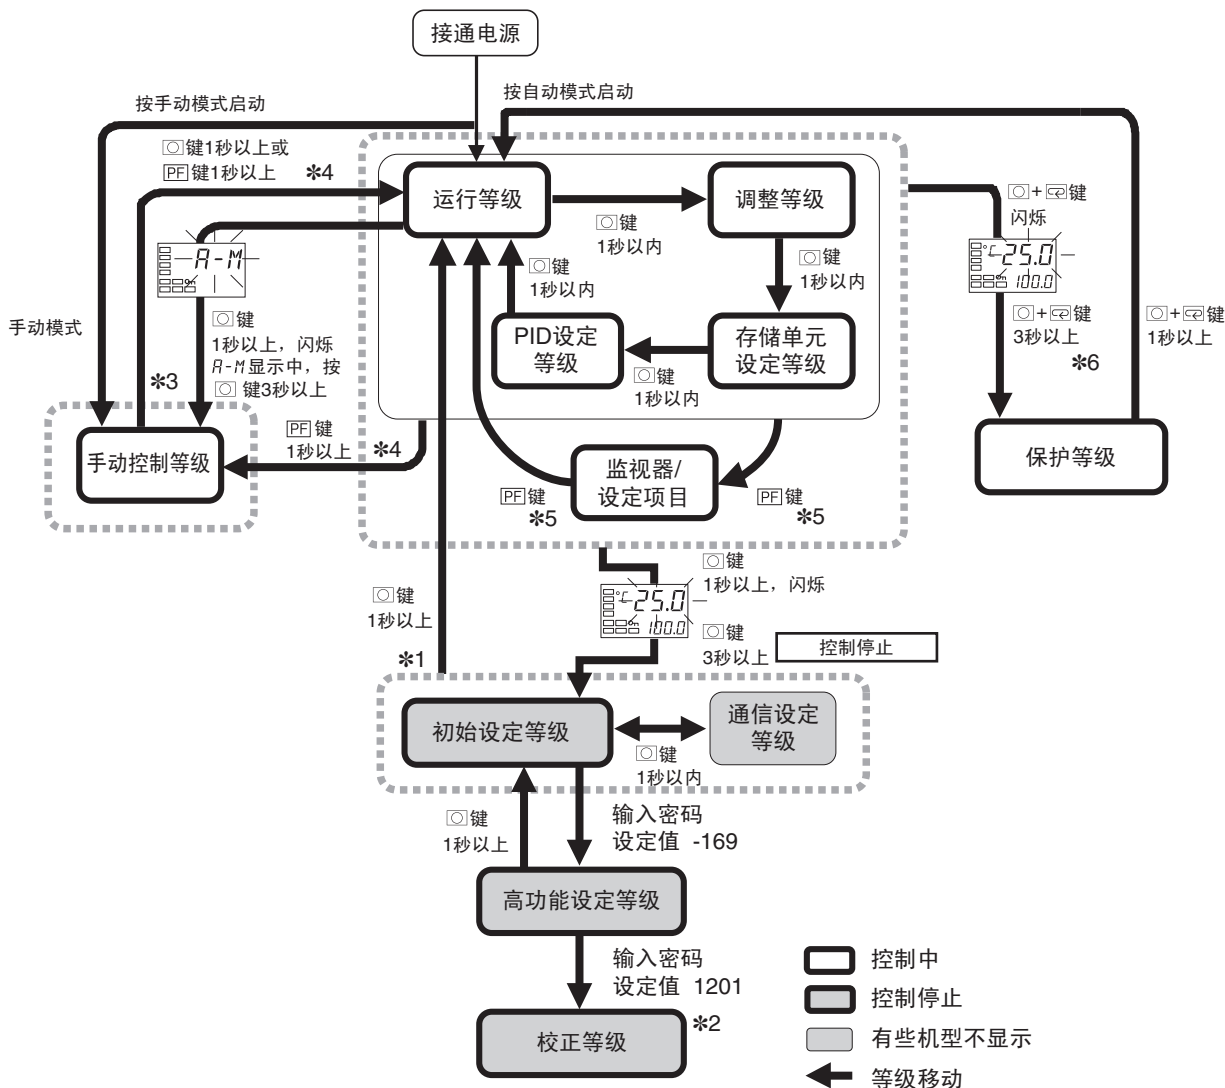 接通电源
按手动模式启动
按自动模式启动
键1秒以上或
PF 键1秒以上 *4
运行等级
键
1秒以内
调整等级
+ 键
闪烁
A-M
°C 25.0
100.0
键
1秒以内
键
1秒以内
手动模式
键
1秒以上，闪烁
A-M显示中，按
键3秒以上
*3
PID设定
等级
存储单元
设定等级
键
1秒以内
+ 键
3秒以上
*6
+ 键
1秒以上
手动控制等级
PF 键
1秒以上 *4
监视器/
设定项目
PF 键
*5
PF 键
*5
保护等级
键
1秒以上，闪烁
°C 25.0
100.0
键
1秒以上
*1
键
3秒以上
控制停止
初始设定等级
键
1秒以内
通信设定
等级
键
1秒以上
输入密码
设定值 -169
高功能设定等级
输入密码
设定值 1201
校正等级
*2
控制中
控制停止
有些机型不显示
等级移动